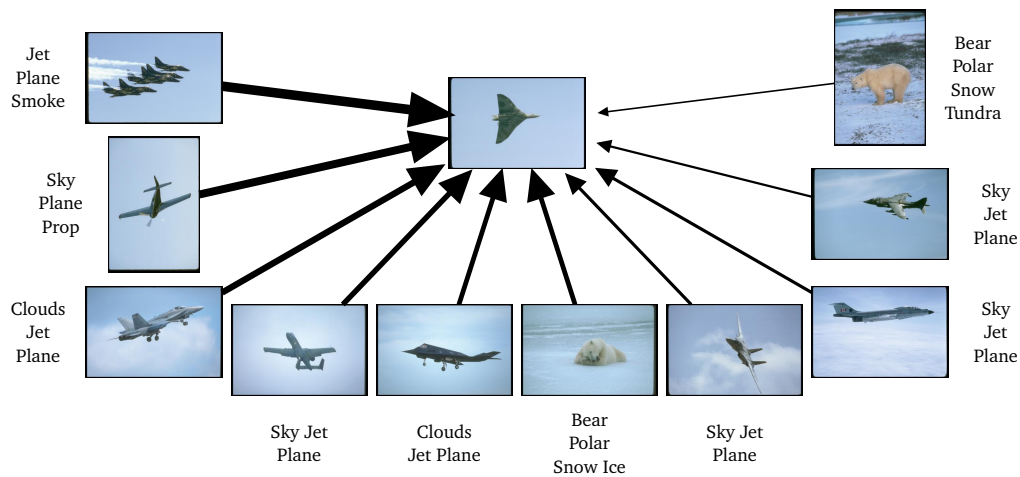 Jet
Plane
Smoke
Bear
Polar
Snow
Tundra
Sky
Plane
Prop
Sky
Jet
Plane
Clouds
Jet
Plane
Sky
Jet
Plane
Sky Jet
Plane
Clouds
Jet Plane
Bear
Polar
Snow Ice
Sky Jet
Plane